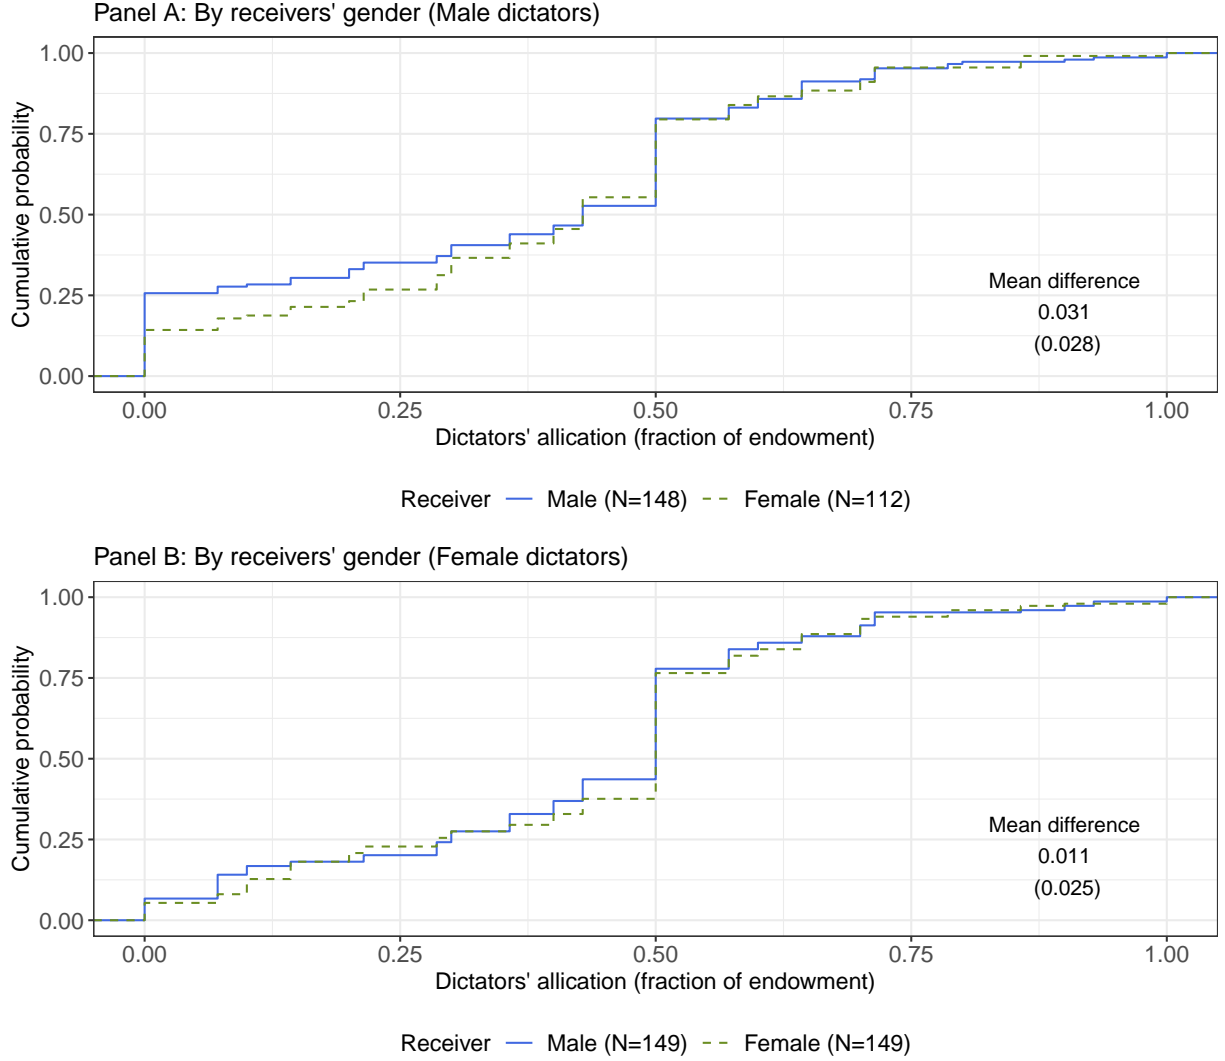 Panel A: By receivers' gender (Male dictators)
Cumulative probability
1.00
0.75
0.50
0.25
0.00
Mean difference
0.031
(0.028)
0.00 0.25 0.50 0.75 1.00
Dictators' allication (fraction of endowment)
Receiver Male (N=148) Female (N=112)
Panel B: By receivers' gender (Female dictators)
Cumulative probability
1.00
0.75
0.50
0.25
0.00
Mean difference
0.011
(0.025)
0.00 0.25 0.50 0.75 1.00
Dictators' allication (fraction of endowment)
Receiver Male (N=149) Female (N=149)